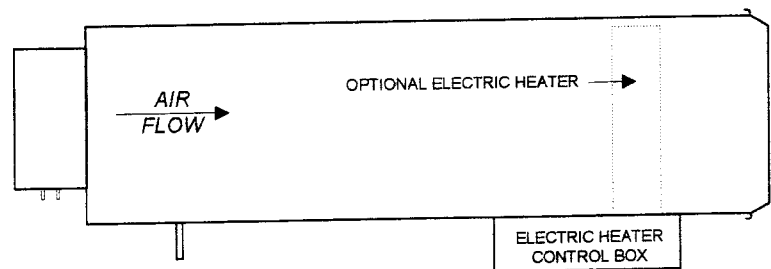 OPTIONAL ELECTRIC HEATER
AIR
FLOW
ELECTRIC HEATER
CONTROL BOX